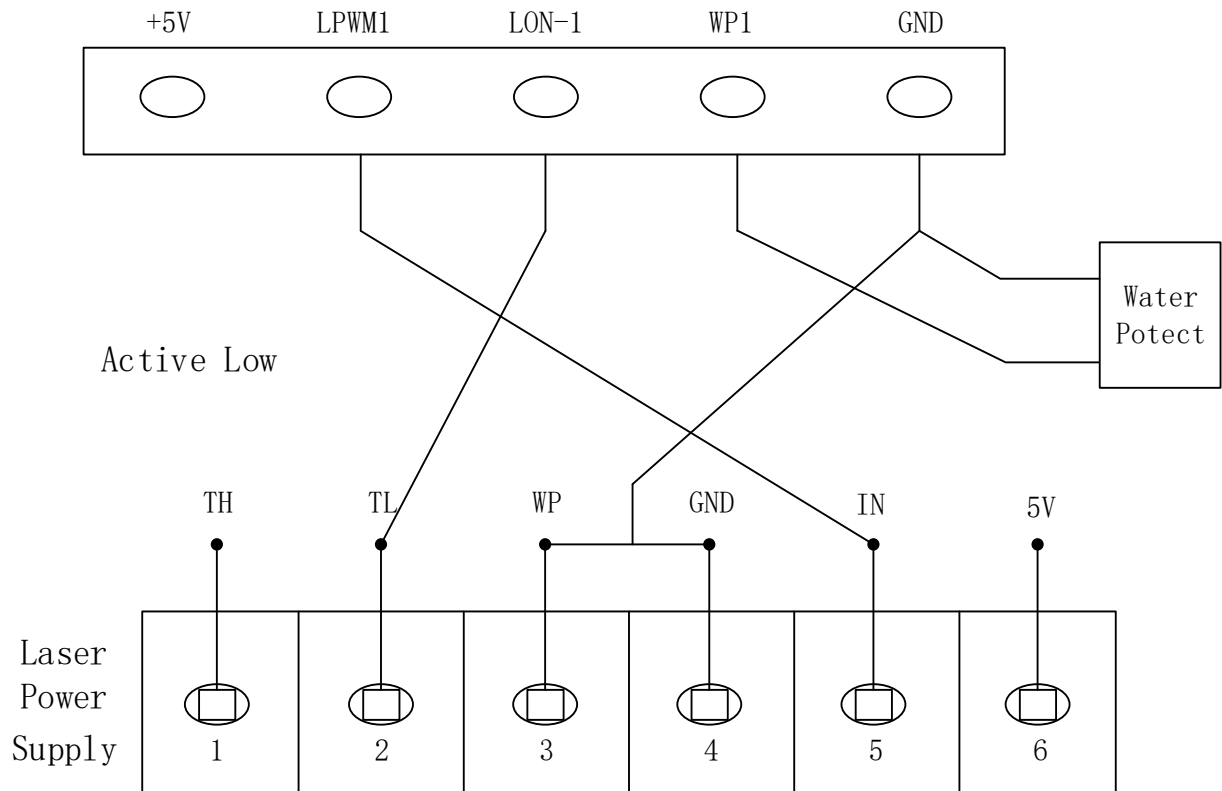 +5V LPWM1 LON-1 WP1 GND
Water
Potect
Active Low
TH TL WP GND IN 5V
Laser
Power
Supply
1 2 3 4 5 6